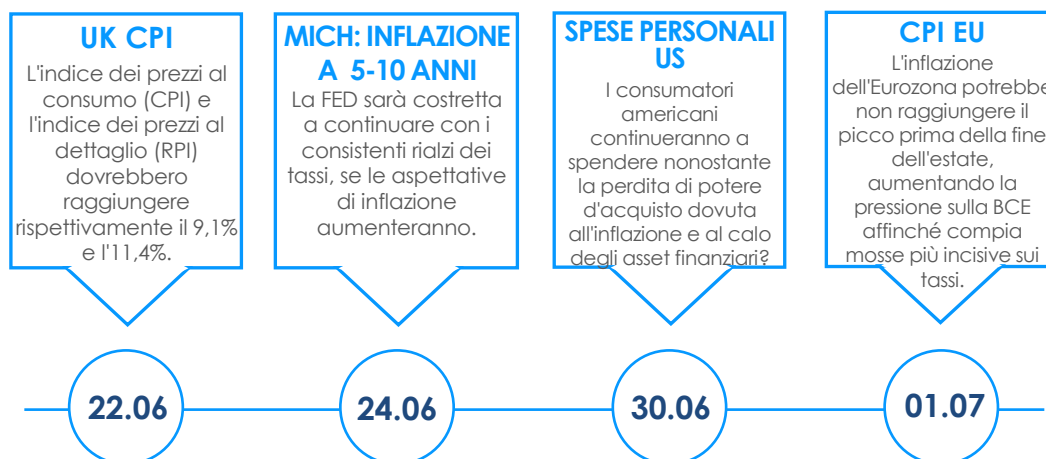 UK CPI
L'indice dei prezzi al
consumo (CPI) e
l'indice dei prezzi al
dettaglio (RPI)
dovrebbero
raggiungere
rispettivamente il 9,1%
e l'11,4%.
MICH: INFLAZIONE
A 5-10 ANNI
La FED sarà costretta
a continuare con i
consistenti rialzi dei
tassi, se le aspettative
di inflazione
aumenteranno.
SPESE PERSONALI
US
I consumatori
americani
continueranno a
spendere nonostante
la perdita di potere
d'acquisto dovuta
all'inflazione e al calo
degli asset finanziari?
CPI EU
L'inflazione
dell'Eurozona potrebbe
non raggiungere il
picco prima della fine
dell'estate,
aumentando la
pressione sulla BCE
affinché compia
mosse più incisive sui
tassi.
22.06
24.06
30.06
01.07